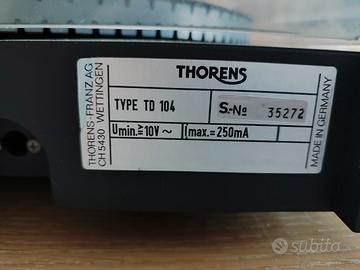 THORENS
THORENS-FRANZ AG
CH 5430 WETTINGEN
TYPE TD 104
S.-No 35272
Umin.≧10V ~
Imax.=250mA
MADE IN GERMANY
subito